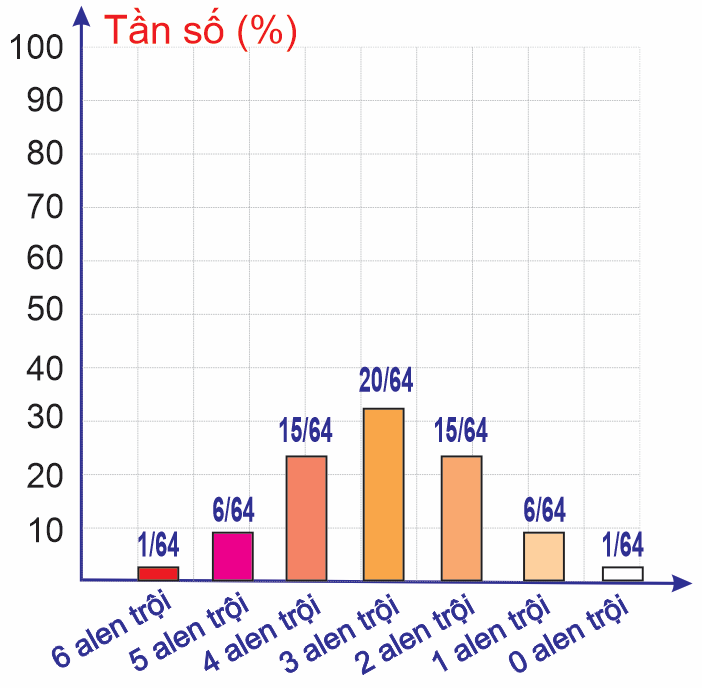 Tần số (%)
100
90
80
70
60
50
40
30
20
10
1/64
6/64
15/64
20/64
15/64
6/64
1/64
6 alen trội
5 alen trội
4 alen trội
3 alen trội
2 alen trội
1 alen trội
0 alen trội